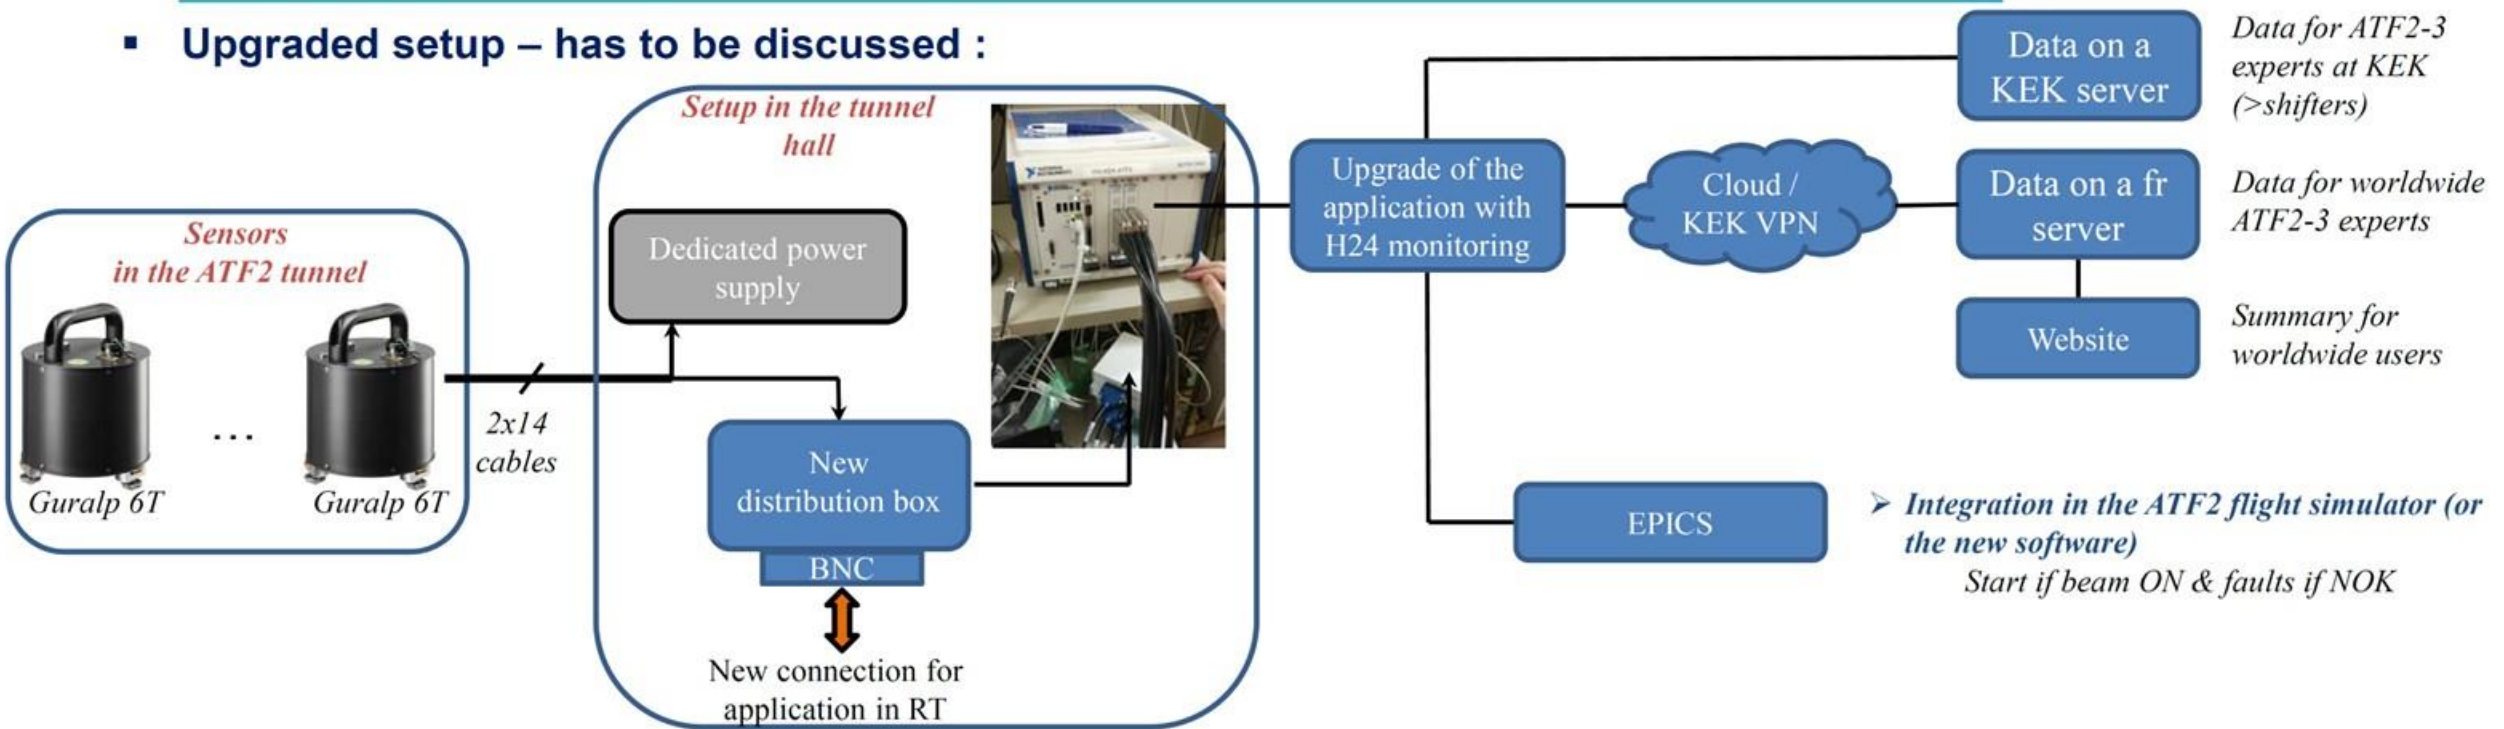 ▪ Upgraded setup – has to be discussed :
Setup in the tunnel
hall
Sensors
in the ATF2 tunnel
Guralp 6T
...
Guralp 6T
2x14
cables
Dedicated power
supply
New
distribution box
BNC
New connection for
application in RT
NATIONAL
INSTRUMENTS
Upgrade of the
application with
H24 monitoring
Cloud /
KEK VPN
Data on a
KEK server
Data for ATF2-3
experts at KEK
(>shifters)
Data on a fr
server
Data for worldwide
ATF2-3 experts
Website
Summary for
worldwide users
EPICS
➢ Integration in the ATF2 flight simulator (or
the new software)
Start if beam ON & faults if NOK